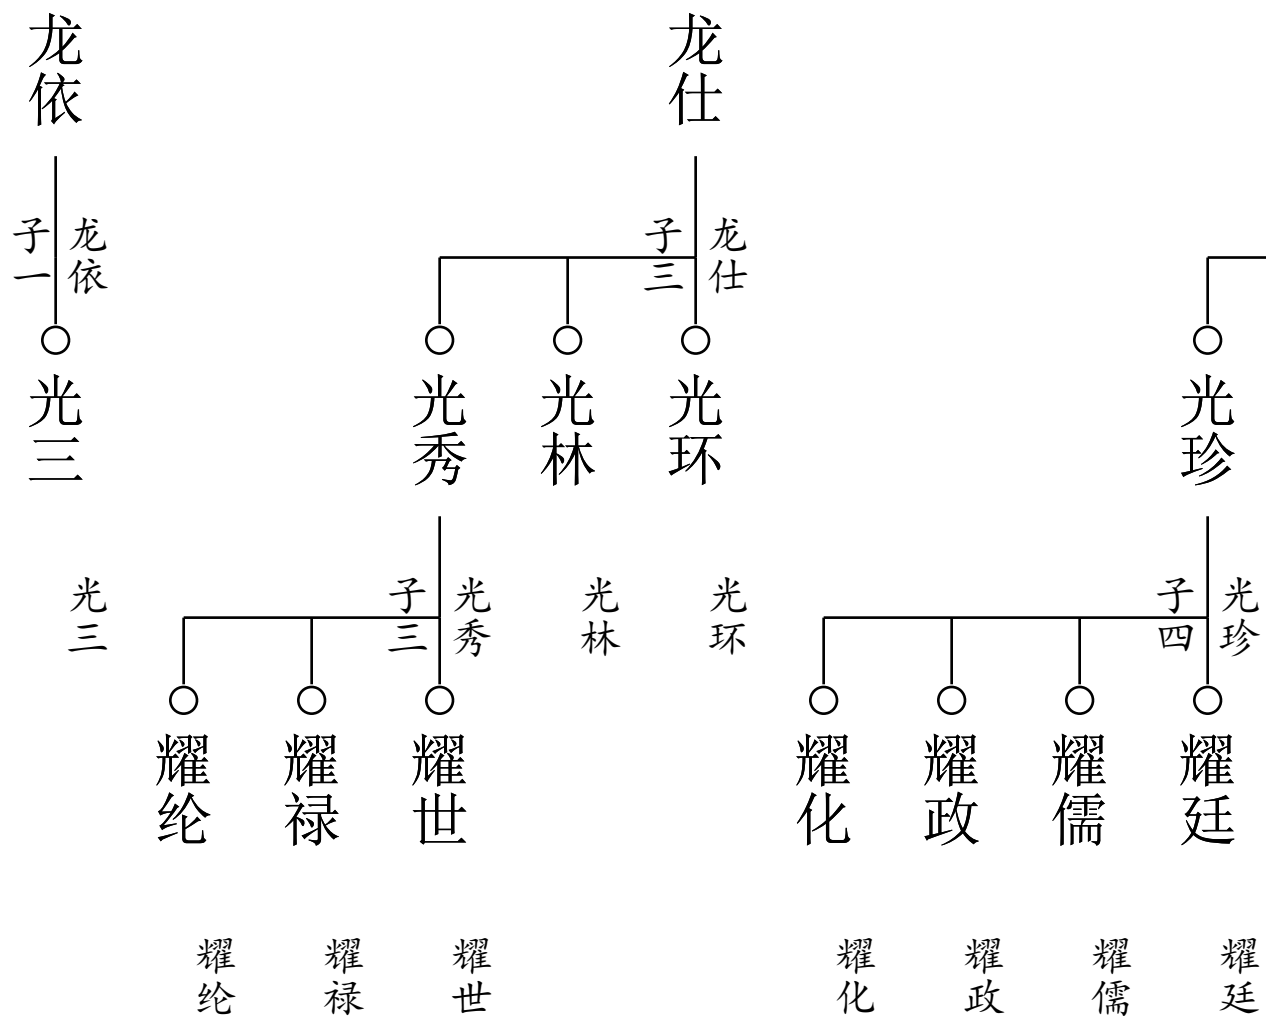 龙依
龙仕
子一
龙依
子三
龙仕
光三
光秀
光林
光环
光珍
光三
子三
光秀
光林
光环
子四
光珍
耀纶
耀禄
耀世
耀化
耀政
耀儒
耀廷
耀纶
耀禄
耀世
耀化
耀政
耀儒
耀廷